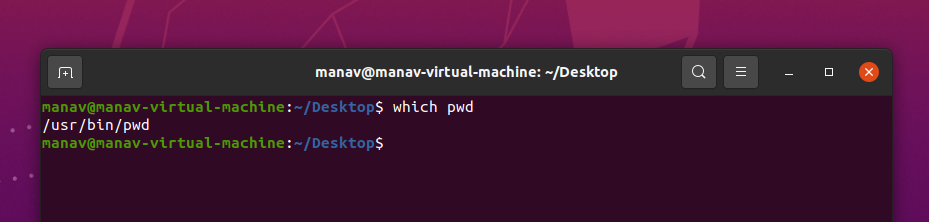 manav@manav-virtual-machine: ~/Desktop
manav@manav-virtual-machine:~/Desktop$ which pwd
/usr/bin/pwd
manav@manav-virtual-machine:~/Desktop$